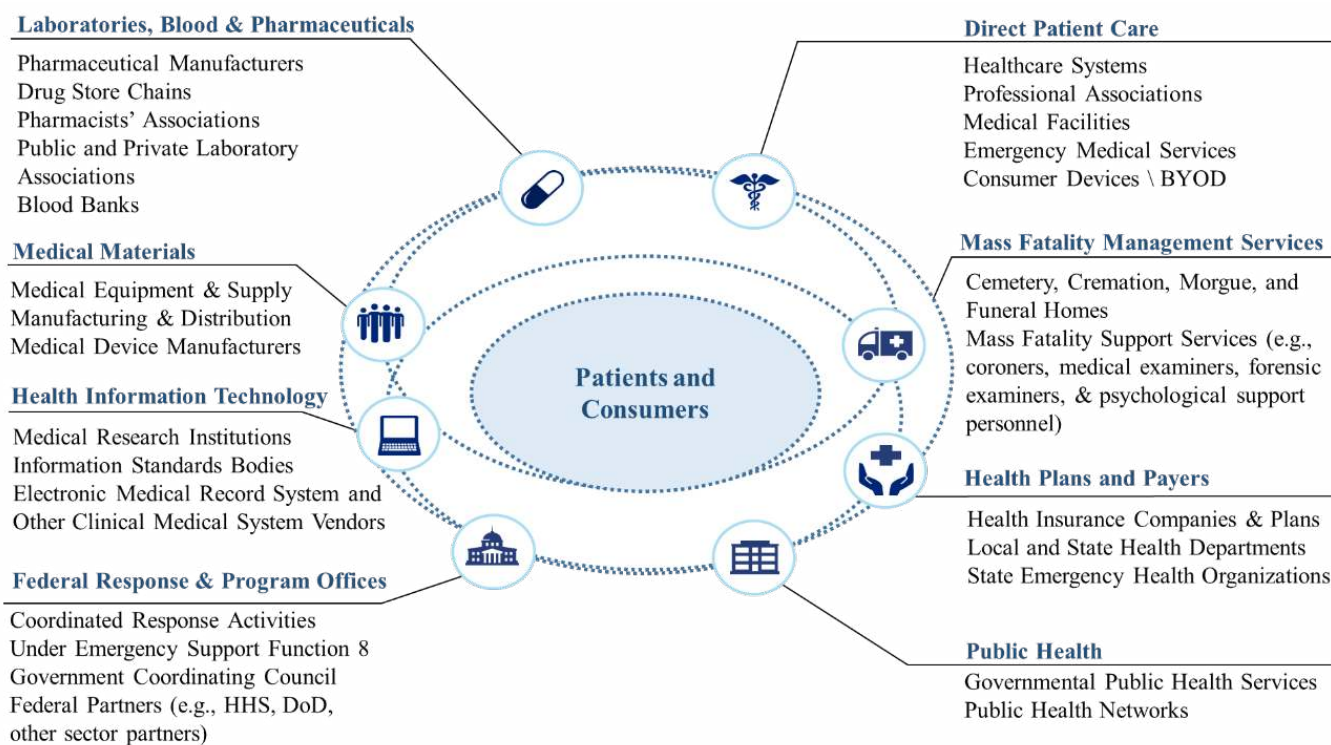 Laboratories, Blood & Pharmaceuticals
Pharmaceutical Manufacturers
Drug Store Chains
Pharmacists’ Associations
Public and Private Laboratory
Associations
Blood Banks
Medical Materials
Medical Equipment & Supply
Manufacturing & Distribution
Medical Device Manufacturers
Health Information Technology
Medical Research Institutions
Information Standards Bodies
Electronic Medical Record System and
Other Clinical Medical System Vendors
Federal Response & Program Offices
Coordinated Response Activities
Under Emergency Support Function 8
Government Coordinating Council
Federal Partners (e.g., HHS, DoD,
other sector partners)
Patients and
Consumers
Direct Patient Care
Healthcare Systems
Professional Associations
Medical Facilities
Emergency Medical Services
Consumer Devices \ BYOD
Mass Fatality Management Services
Cemetery, Cremation, Morgue, and
Funeral Homes
Mass Fatality Support Services (e.g.,
coroners, medical examiners, forensic
examiners, & psychological support
personnel)
Health Plans and Payers
Health Insurance Companies & Plans
Local and State Health Departments
State Emergency Health Organizations
Public Health
Governmental Public Health Services
Public Health Networks